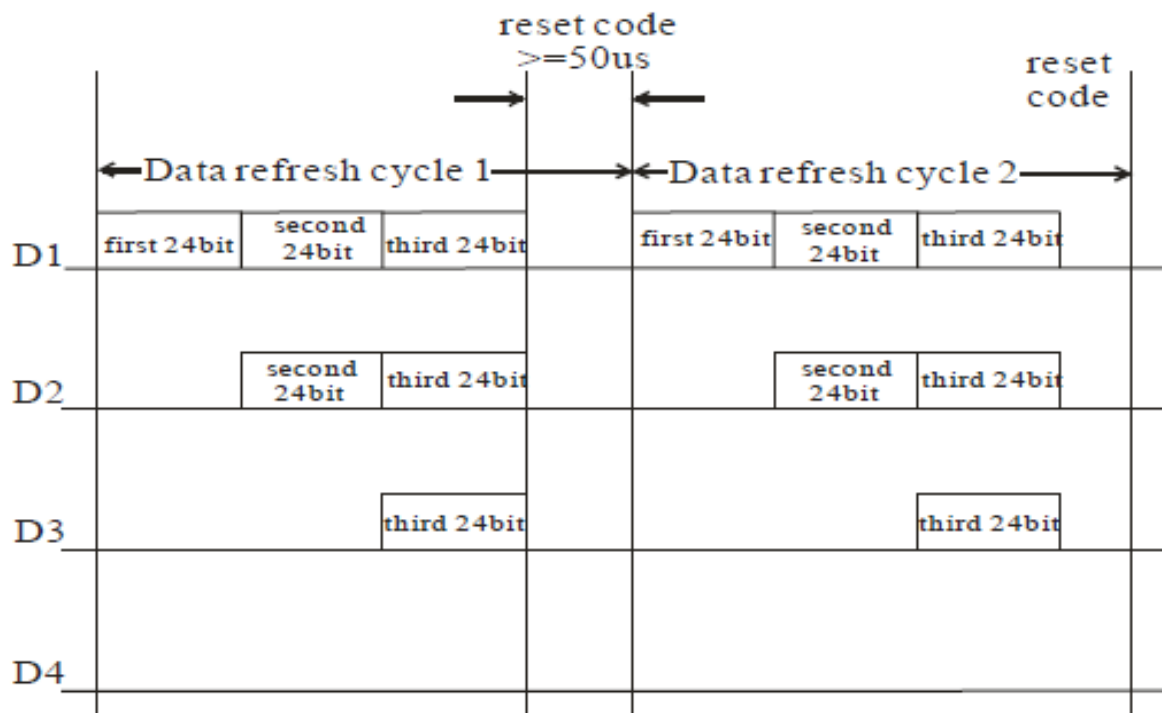 reset code
>=50us
reset
code
Data refresh cycle 1
Data refresh cycle 2
D1
first 24bit
second
24bit
third 24bit
first 24bit
second
24bit
third 24bit
D2
second
24bit
third 24bit
second
24bit
third 24bit
D3
third 24bit
third 24bit
D4